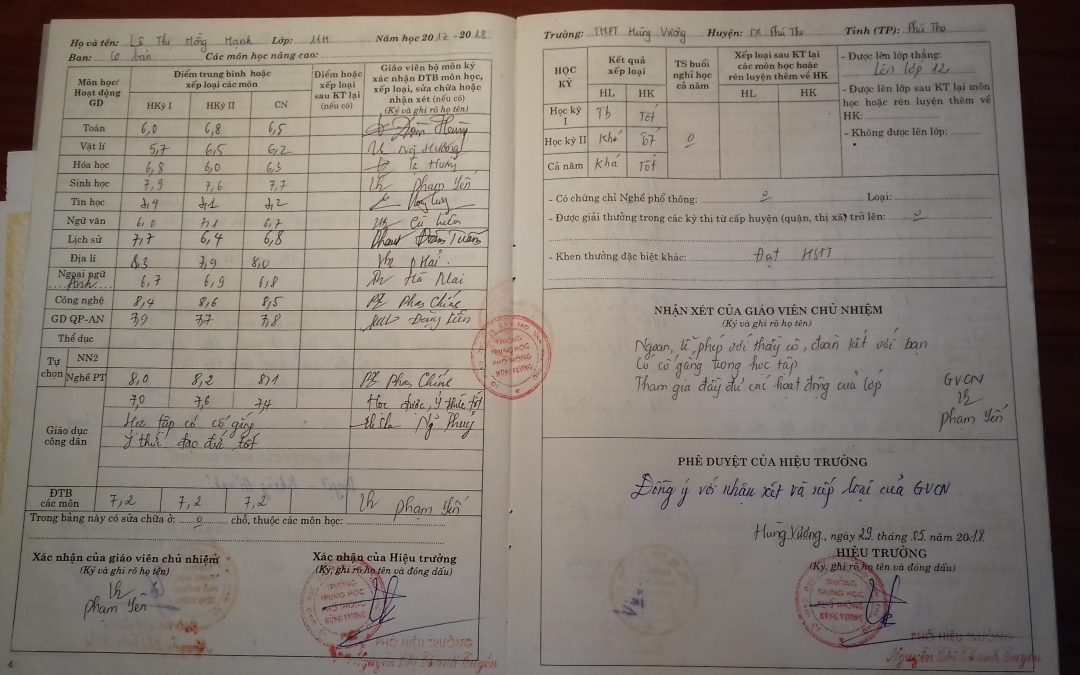 Họ và tên: Lê Thị Hồng Hạnh Lớp: 11H Năm học 2017 - 2018
Ban: Cơ bản Các môn học nâng cao:
Môn học/ Hoạt động GD
Điểm trung bình hoặc xếp loại các môn
HKỳ I HKỳ II CN
Điểm hoặc xếp loại sau KT lại (nếu có)
Giáo viên bộ môn ký xác nhận ĐTB môn học, xếp loại, sửa chữa hoặc nhận xét (nếu có)
(Ký và ghi rõ họ tên)
Toán 6,0 6,8 6,5
Vật lí 5,7 6,5 6,2
Hóa học 6,8 6,0 6,3
Sinh học 7,9 7,6 7,7 Phạm Yến
Tin học 7,4 7,1 7,2
Ngữ văn 6,0 7,1 6,7
Lịch sử 7,7 6,4 6,8
Địa lí 8,3 7,9 8,0 P Hải
Ngoại ngữ Anh 6,7 6,9 6,8 Hà Mai
Công nghệ 8,4 8,6 8,5 Phan Chính
GD QP-AN 7,9 7,7 7,8
Thể dục
Tự chọn
NN2
Nghề PT 8,0 8,2 8,1 Phan Chính
Giáo dục công dân
7,0 7,6 7,4 Học được, Ý thức tốt
Học tập có cố gắng
Ý thức đạo đức tốt
ĐTB các môn 7,2 7,2 7,2 Phạm Yến
Trong bảng này có sửa chữa ở: 0 chỗ, thuộc các môn học:
Xác nhận của giáo viên chủ nhiệm
(Ký và ghi rõ họ tên)
Phạm Yến
Xác nhận của Hiệu trưởng
(Ký, ghi rõ họ tên và đóng dấu)
TRƯỜNG
TRUNG HỌC
PHỔ THÔNG
HÙNG VƯƠNG
PHÓ HIỆU TRƯỞNG
Nguyễn Thị Thanh Luyến
4
Trường: THPT Hùng Vương Huyện: TX Phú Thọ Tỉnh (TP): Phú Thọ
HỌC KỲ
Kết quả xếp loại
HL HK
TS buổi nghỉ học cả năm
Xếp loại sau KT lại các môn học hoặc rèn luyện thêm về HK
HL HK
Học kỳ I Tb Tốt
Học kỳ II Khá Tốt 0
Cả năm Khá Tốt
- Được lên lớp thẳng:
Lên lớp 12
- Được lên lớp sau KT lại môn học hoặc rèn luyện thêm về HK:
- Không được lên lớp:
- Có chứng chỉ Nghề phổ thông: 0 Loại:
- Được giải thưởng trong các kỳ thi từ cấp huyện (quận, thị xã) trở lên: 0
- Khen thưởng đặc biệt khác: Đạt HSTT
NHẬN XÉT CỦA GIÁO VIÊN CHỦ NHIỆM
(Ký và ghi rõ họ tên)
Ngoan, lễ phép với thầy cô, đoàn kết với bạn
Có cố gắng trong học tập
Tham gia đầy đủ các hoạt động của lớp
GVCN
Phạm Yến
PHÊ DUYỆT CỦA HIỆU TRƯỞNG
Đồng ý với nhận xét và xếp loại của GVCN
Hùng Vương, ngày 29 tháng 05 năm 2018
HIỆU TRƯỞNG
(Ký, ghi rõ họ tên và đóng dấu)
TRƯỜNG
TRUNG HỌC
PHỔ THÔNG
HÙNG VƯƠNG
PHÓ HIỆU TRƯỞNG
Nguyễn Thị Thanh Luyến